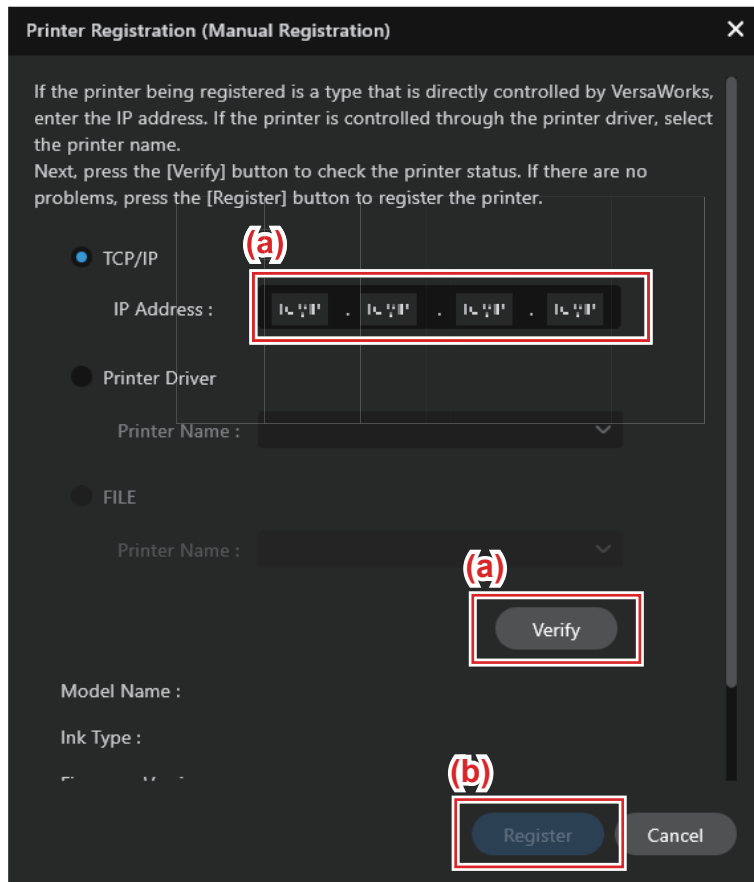 Printer Registration (Manual Registration)
If the printer being registered is a type that is directly controlled by VersaWorks,
enter the IP address. If the printer is controlled through the printer driver, select
the printer name.
Next, press the [Verify] button to check the printer status. If there are no
problems, press the [Register] button to register the printer.
(a)
TCP/IP
IP Address :
Printer Driver
Printer Name :
FILE
Printer Name :
(a)
Verify
Model Name :
Ink Type :
(b)
Register
Cancel